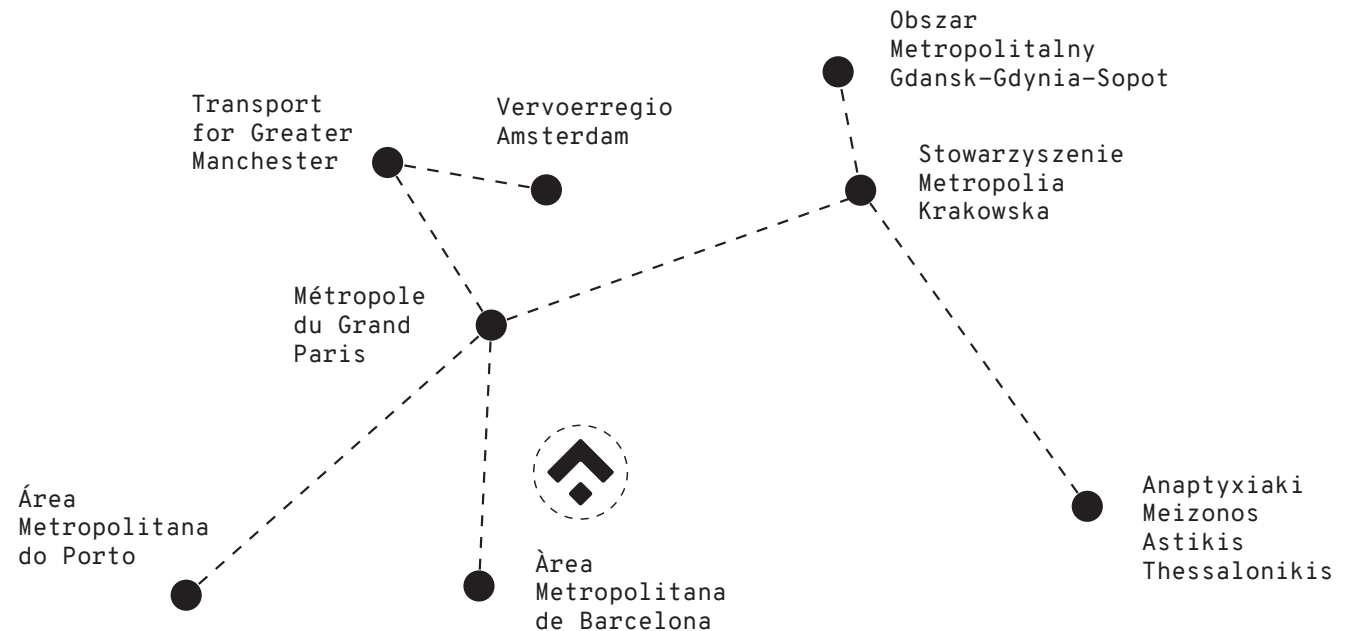 Obszar
Metropolitalny
Gdansk-Gdynia-Sopot
Transport
for Greater
Manchester
Vervoerregio
Amsterdam
Stowarzyszenie
Metropolia
Krakowska
Métropole
du Grand
Paris
Área
Metropolitana
do Porto
Àrea
Metropolitana
de Barcelona
Anaptyxiaki
Meizonos
Astikis
Thessalonikis